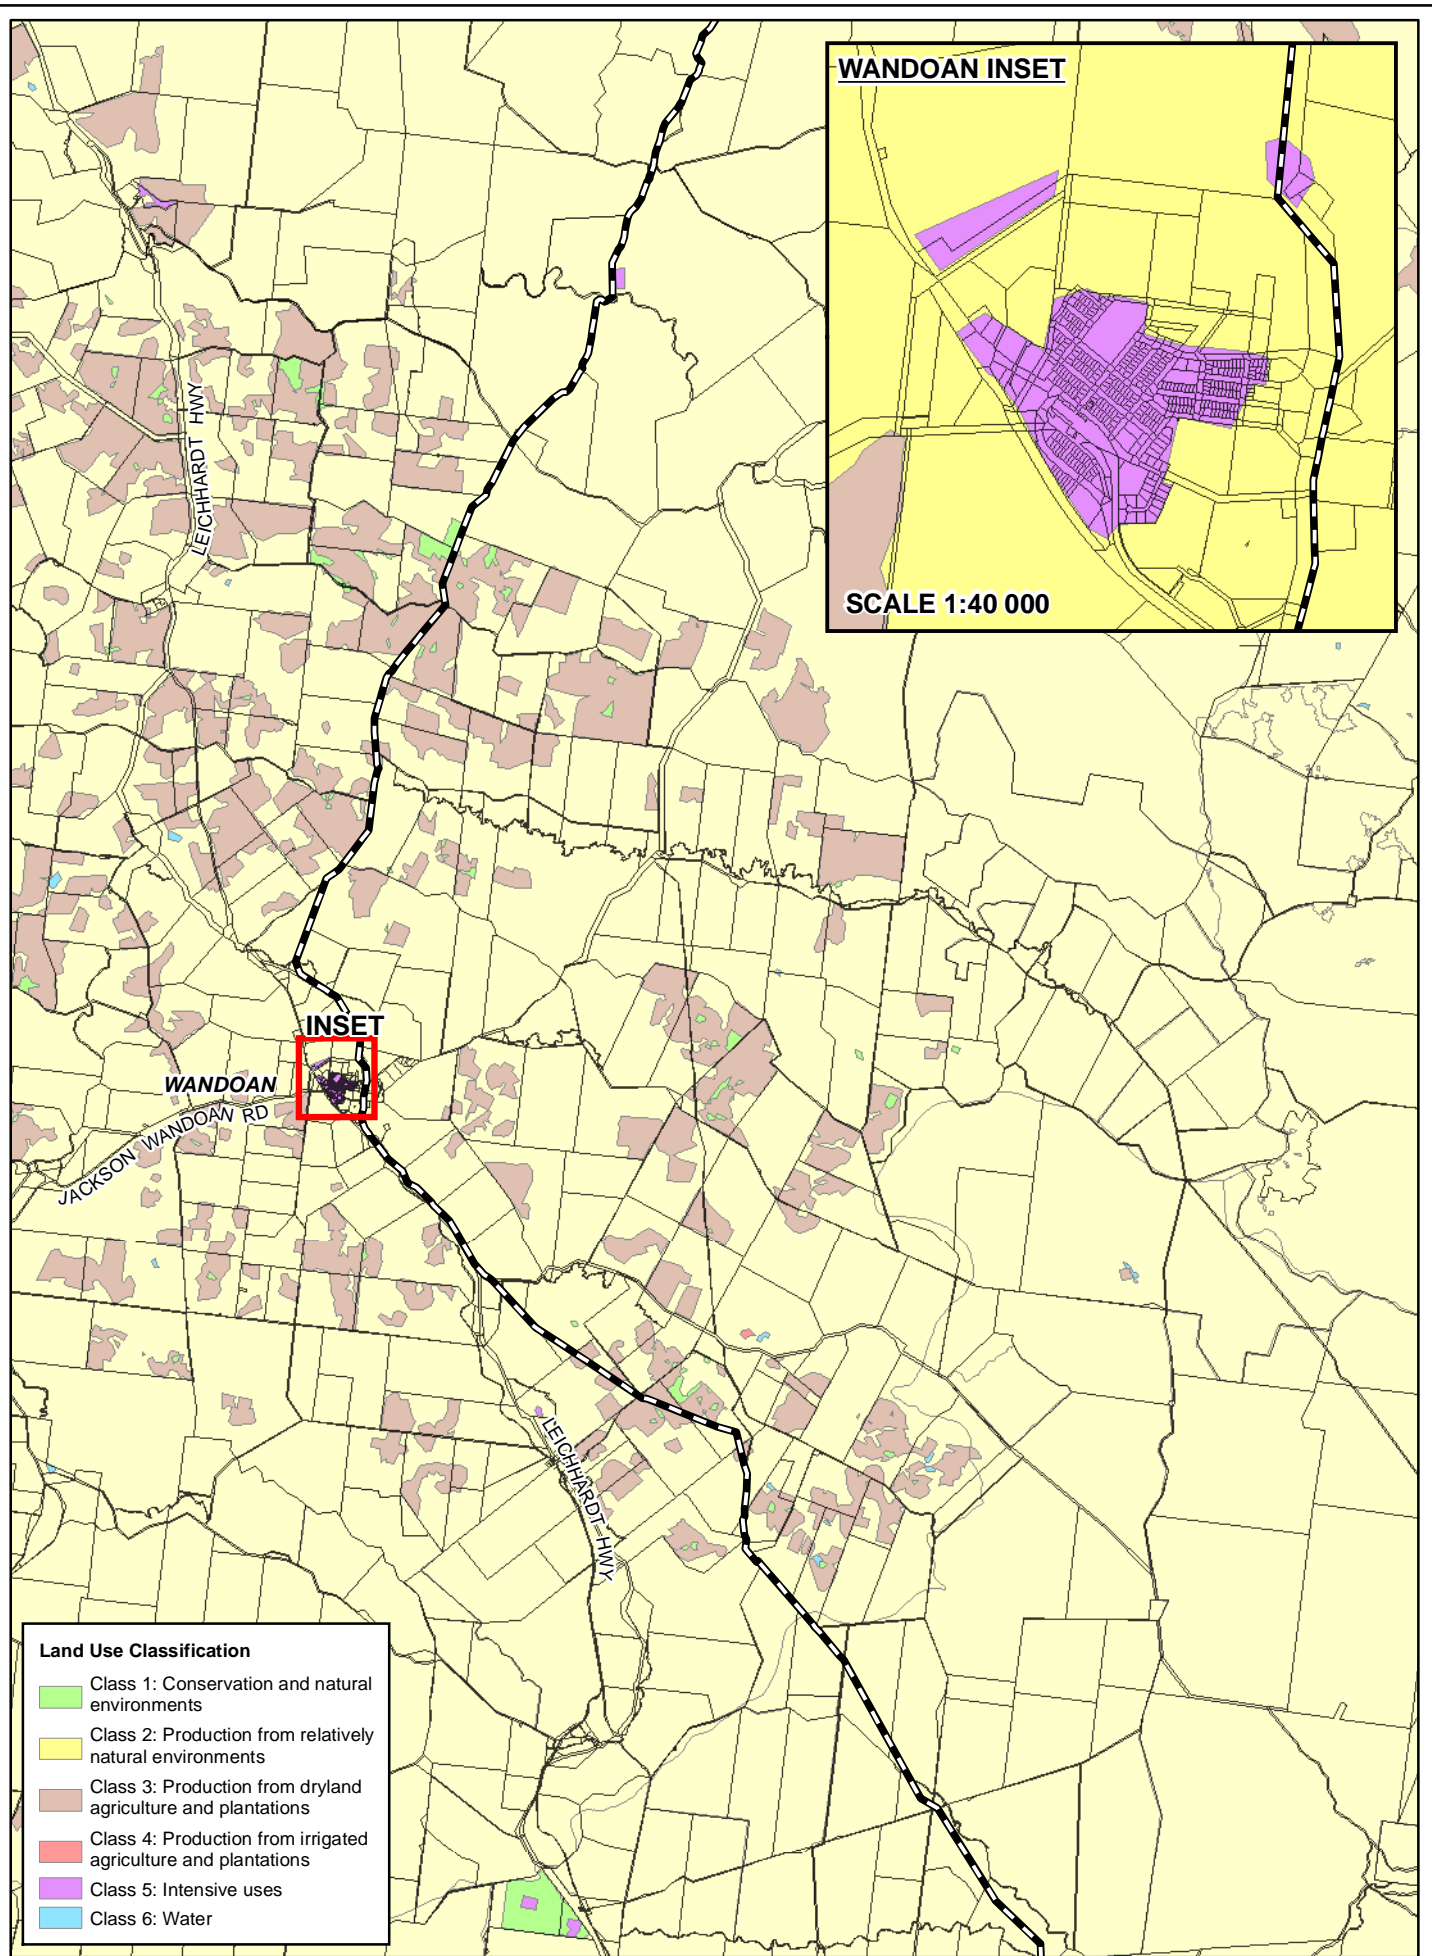 WANDOAN INSET
SCALE 1:40 000
LEICHHARDT HWY
INSET
WANDOAN
JACKSON WANDOAN RD
LEICHHARDT HWY
Land Use Classification
Class 1: Conservation and natural
environments
Class 2: Production from relatively
natural environments
Class 3: Production from dryland
agriculture and plantations
Class 4: Production from irrigated
agriculture and plantations
Class 5: Intensive uses
Class 6: Water